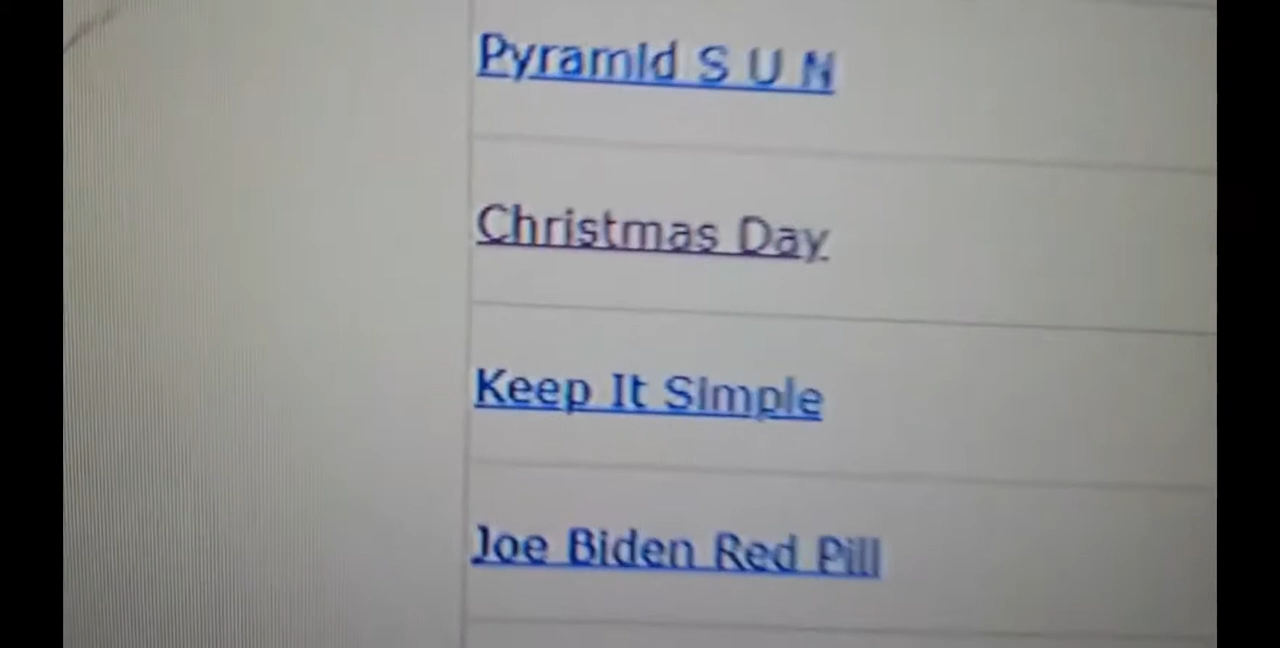 Pyramid S U N
Christmas Day
Keep It Simple
Joe Biden Red Pill